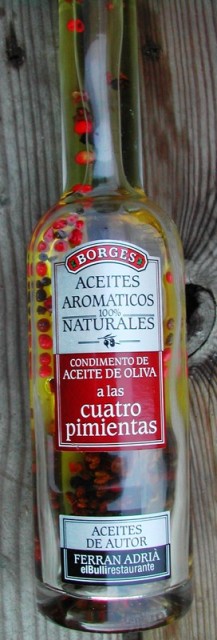 BORGES
ACEITES
AROMATICOS
100%
NATURALES
CONDIMENTO DE
ACEITE DE OLIVA
a las
cuatro
pimientas
ACEITES
DE AUTOR
FERRAN ADRIÀ
elBullirestaurante